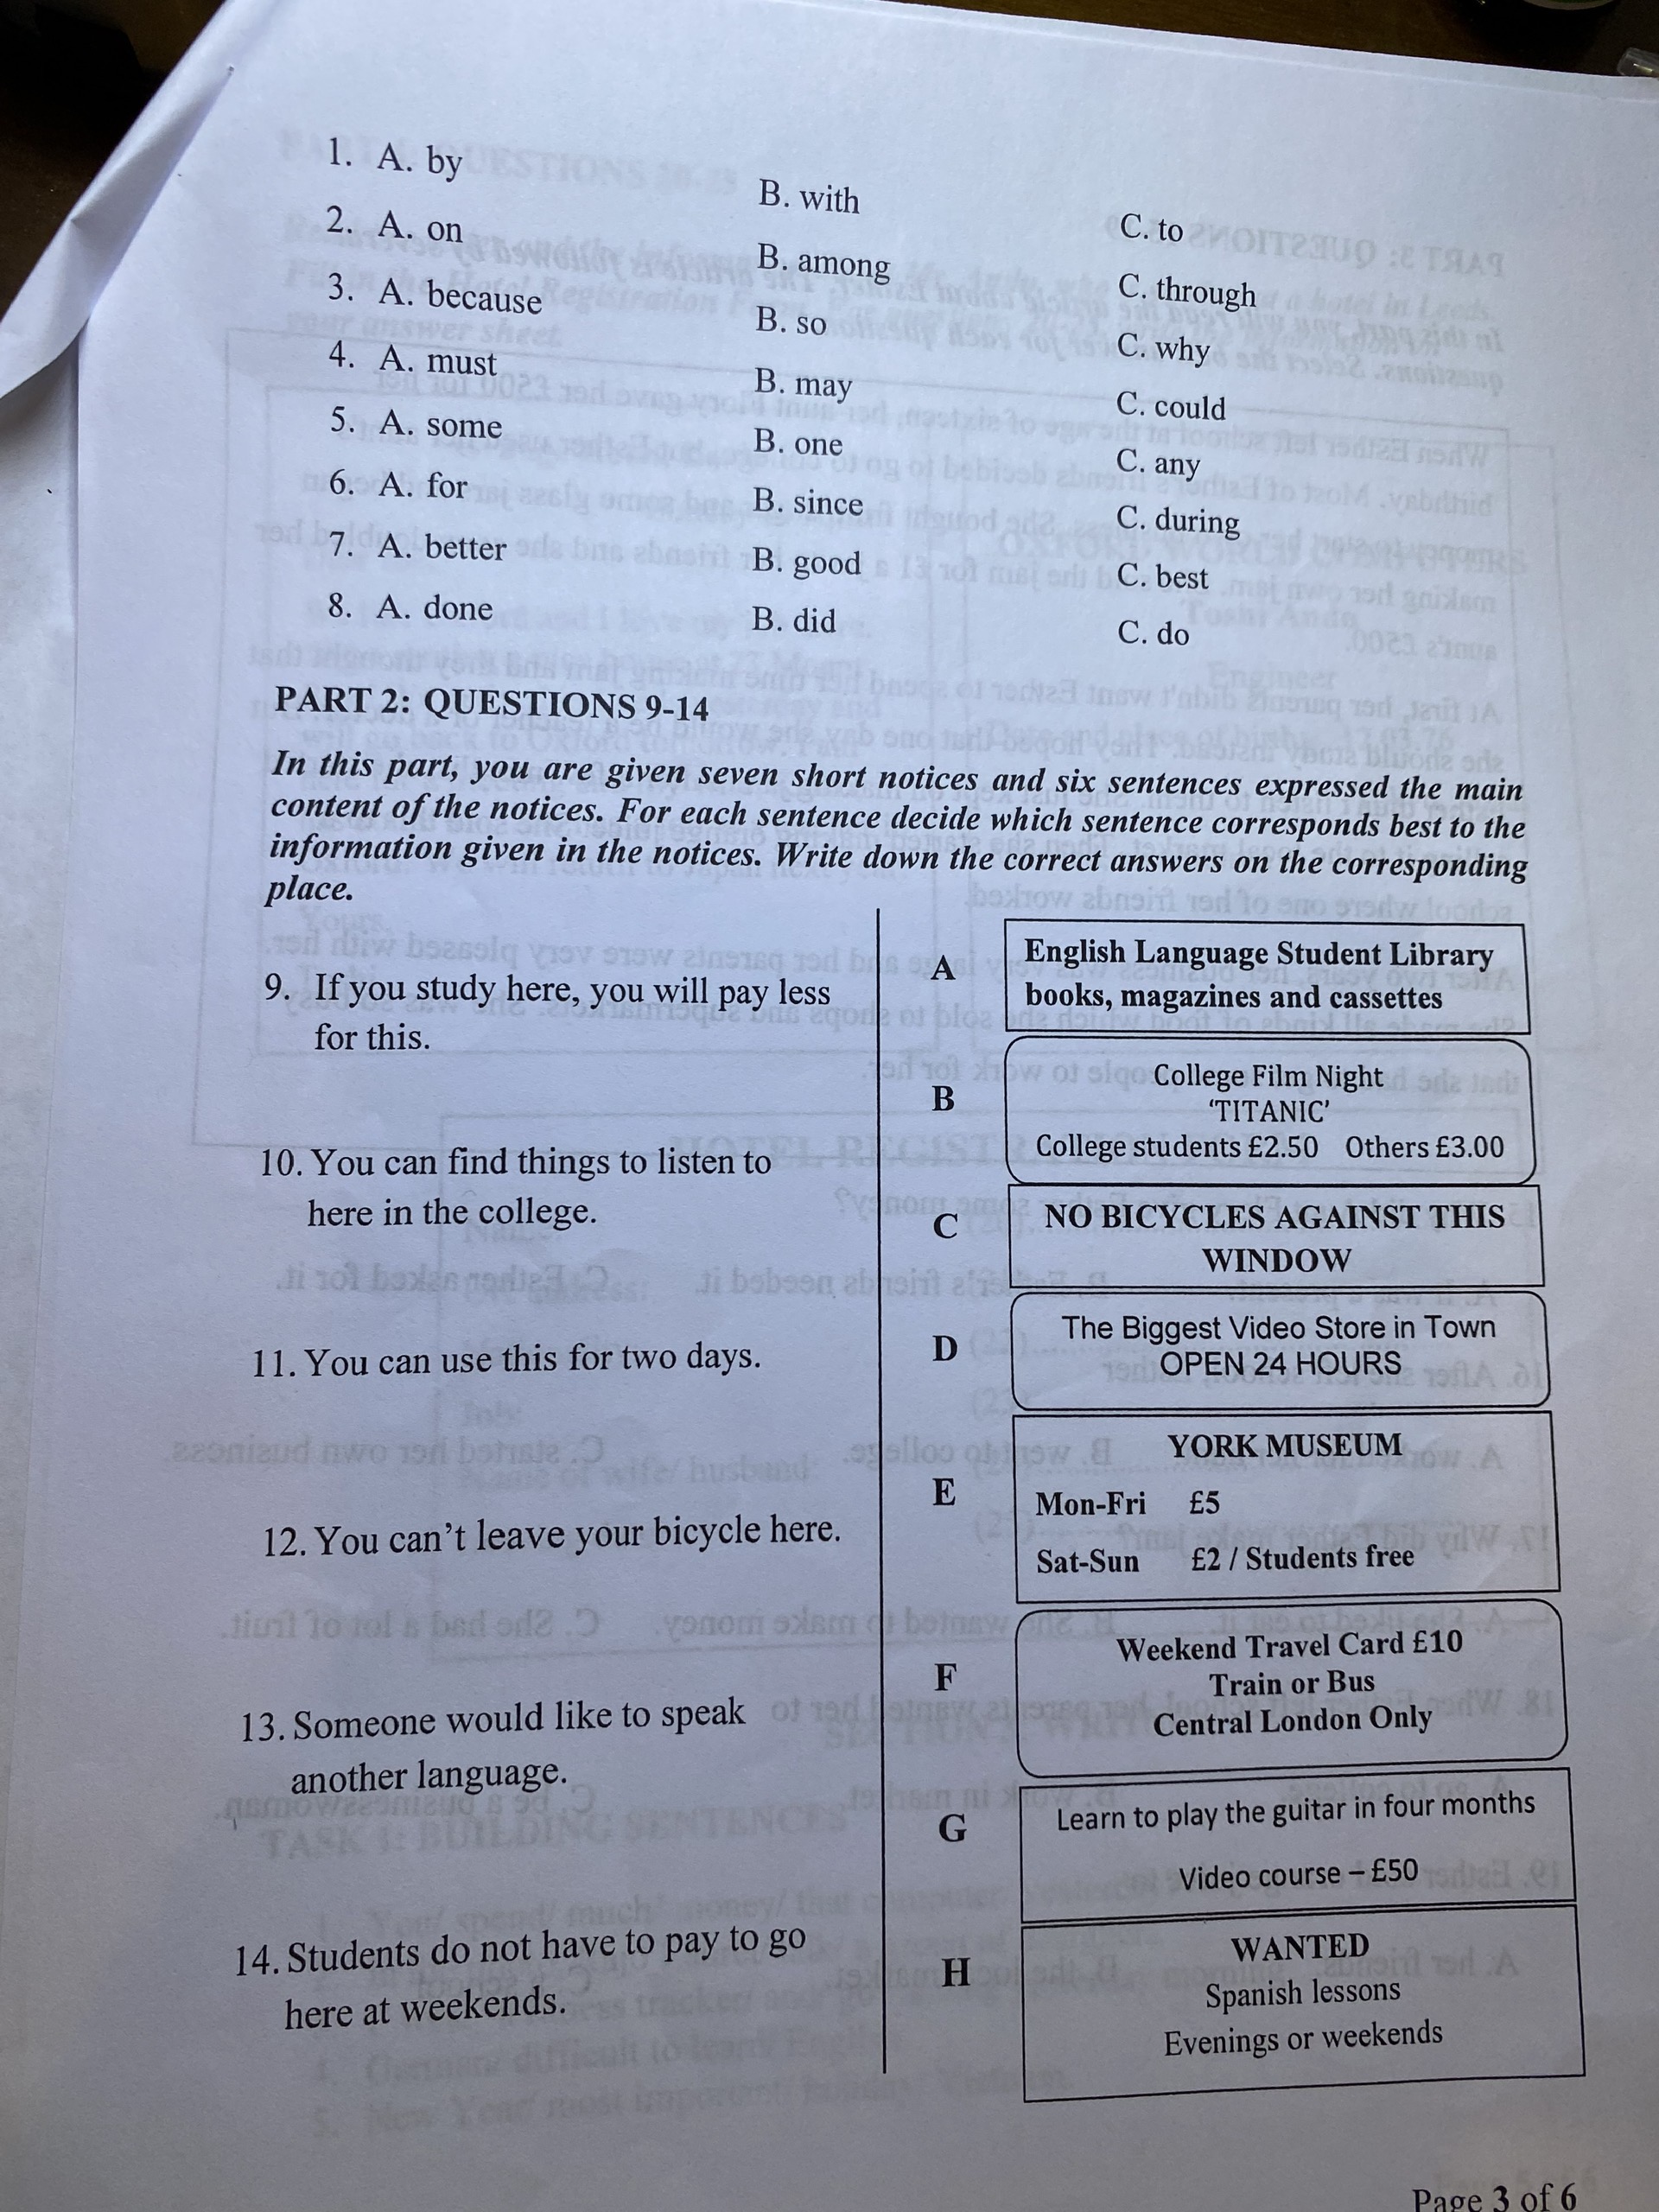 1. A. by B. with C. to
2. A. on B. among C. through
3. A. because B. so C. why
4. A. must B. may C. could
5. A. some B. one C. any
6. A. for B. since C. during
7. A. better B. good C. best
8. A. done B. did C. do
PART 2: QUESTIONS 9-14
In this part, you are given seven short notices and six sentences expressed the main
content of the notices. For each sentence decide which sentence corresponds best to the
information given in the notices. Write down the correct answers on the corresponding
place.
9. If you study here, you will pay less
for this.
10. You can find things to listen to
here in the college.
11. You can use this for two days.
12. You can't leave your bicycle here.
13. Someone would like to speak
another language.
14. Students do not have to pay to go
here at weekends.
A
English Language Student Library
books, magazines and cassettes
B
College Film Night
‘TITANIC’
College students £2.50 Others £3.00
C
NO BICYCLES AGAINST THIS
WINDOW
D
The Biggest Video Store in Town
OPEN 24 HOURS
E
YORK MUSEUM
Mon-Fri £5
Sat-Sun £2 / Students free
F
Weekend Travel Card £10
Train or Bus
Central London Only
G
Learn to play the guitar in four months
Video course – £50
H
WANTED
Spanish lessons
Evenings or weekends
Page 3 of 6